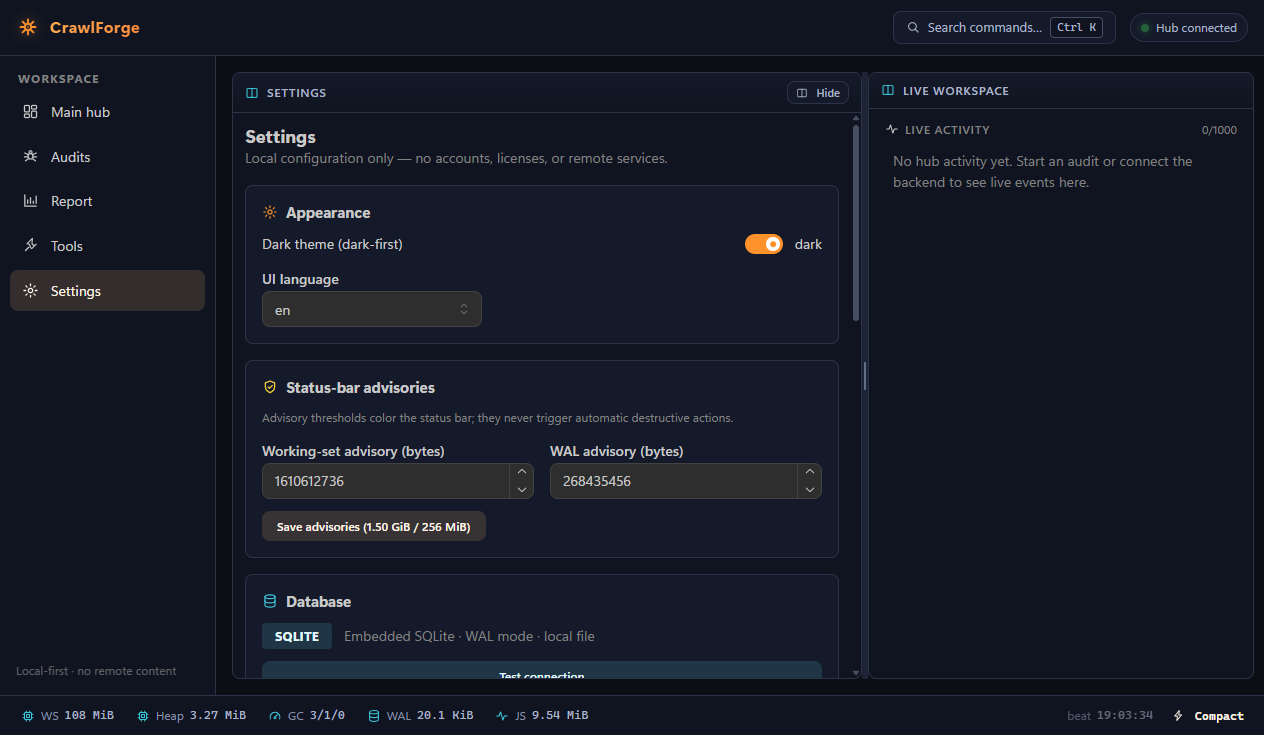 CrawlForge
Search commands... Ctrl K
Hub connected
WORKSPACE
Main hub
Audits
Report
Tools
Settings
Local-first · no remote content
SETTINGS
Hide
Settings
Local configuration only — no accounts, licenses, or remote services.
Appearance
Dark theme (dark-first)
dark
UI language
en
Status-bar advisories
Advisory thresholds color the status bar; they never trigger automatic destructive actions.
Working-set advisory (bytes)
WAL advisory (bytes)
1610612736
268435456
Save advisories (1.50 GiB / 256 MiB)
Database
SQLITE
Embedded SQLite · WAL mode · local file
Test connection
LIVE WORKSPACE
LIVE ACTIVITY
0/1000
No hub activity yet. Start an audit or connect the
backend to see live events here.
WS 108 MiB
Heap 3.27 MiB
GC 3/1/0
WAL 20.1 KiB
JS 9.54 MiB
beat 19:03:34
Compact